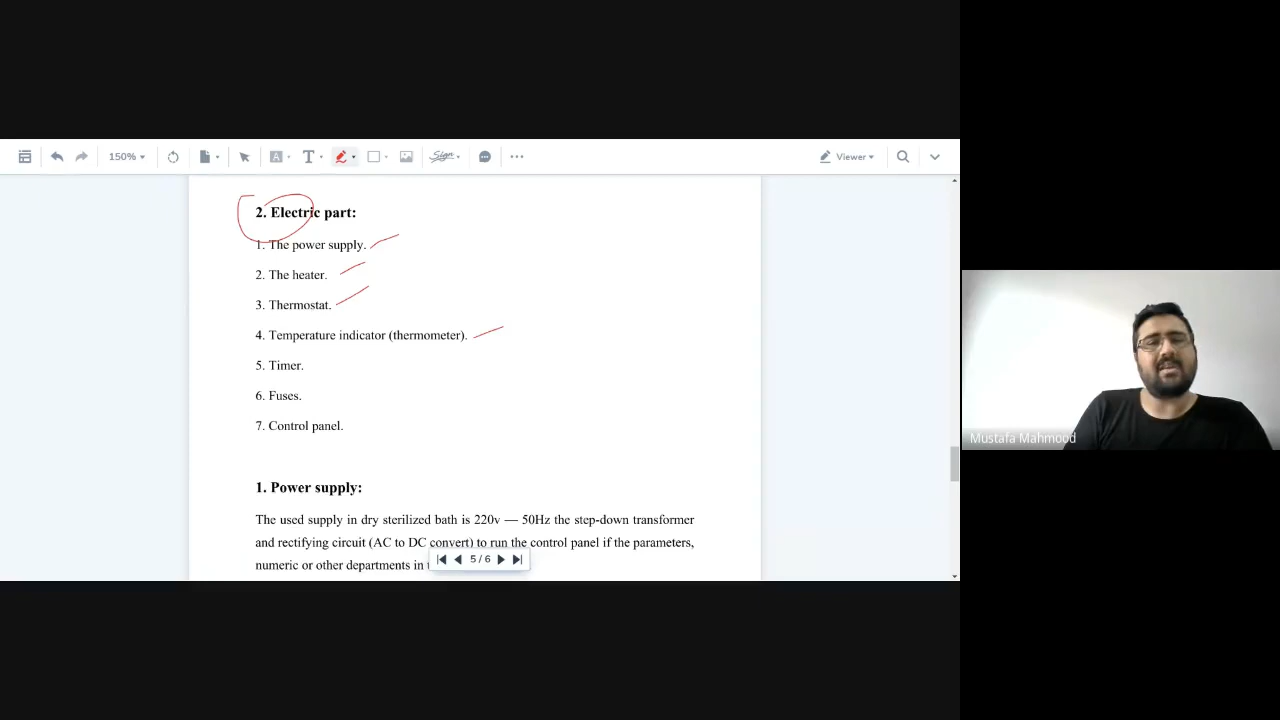 150%
Sign
Viewer
2. Electric part:
1. The power supply.
2. The heater.
3. Thermostat.
4. Temperature indicator (thermometer).
5. Timer.
6. Fuses.
7. Control panel.
1. Power supply:
The used supply in dry sterilized bath is 220v — 50Hz the step-down transformer
and rectifying circuit (AC to DC convert) to run the control panel if the parameters,
numeric or other departments in
5 / 6
Mustafa Mahmood